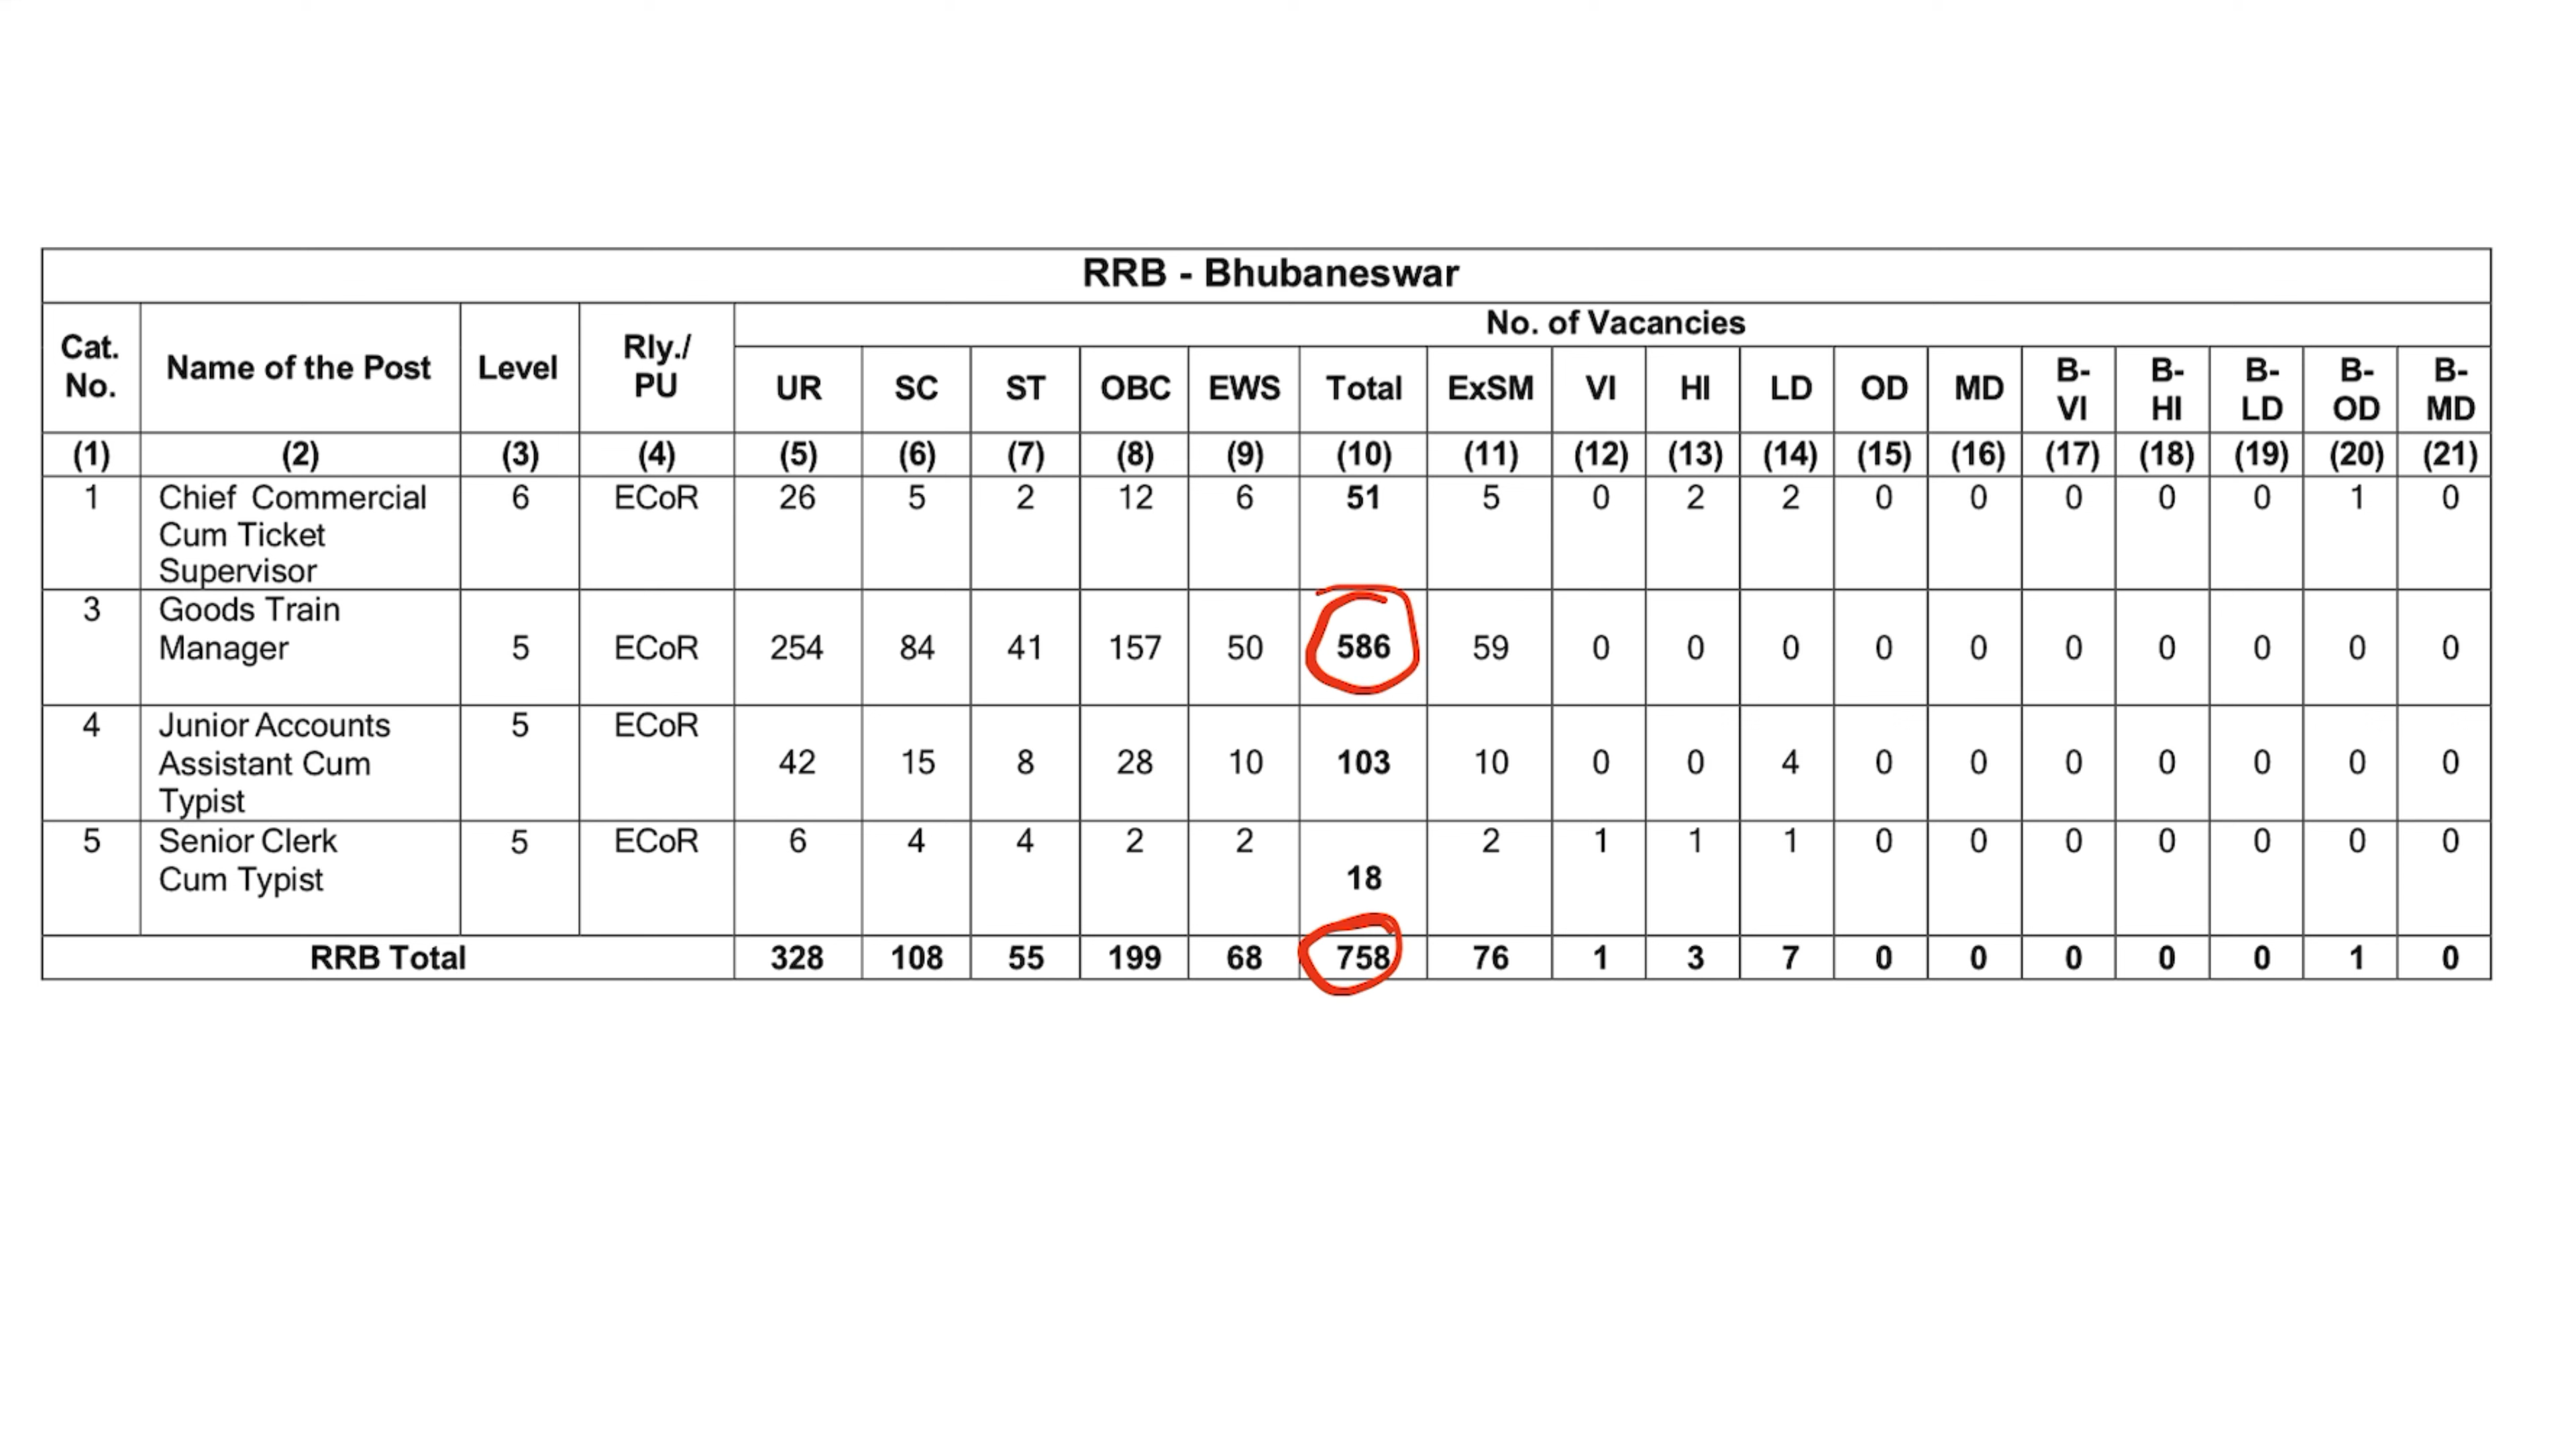 RRB - Bhubaneswar
Cat. No. Name of the Post Level Rly./ PU No. of Vacancies
UR SC ST OBC EWS Total ExSM VI HI LD OD MD B-VI B-HI B-LD B-OD B-MD
(1) (2) (3) (4) (5) (6) (7) (8) (9) (10) (11) (12) (13) (14) (15) (16) (17) (18) (19) (20) (21)
1 Chief Commercial 6 ECoR 26 5 2 12 6 51 5 0 2 2 0 0 0 0 0 1 0
Cum Ticket
Supervisor
3 Goods Train
Manager 5 ECoR 254 84 41 157 50 586 59 0 0 0 0 0 0 0 0 0 0
4 Junior Accounts 5 ECoR
Assistant Cum 42 15 8 28 10 103 10 0 0 4 0 0 0 0 0 0 0
Typist
5 Senior Clerk 5 ECoR 6 4 4 2 2 2 1 1 1 0 0 0 0 0 0 0
Cum Typist 18
RRB Total 328 108 55 199 68 758 76 1 3 7 0 0 0 0 0 1 0